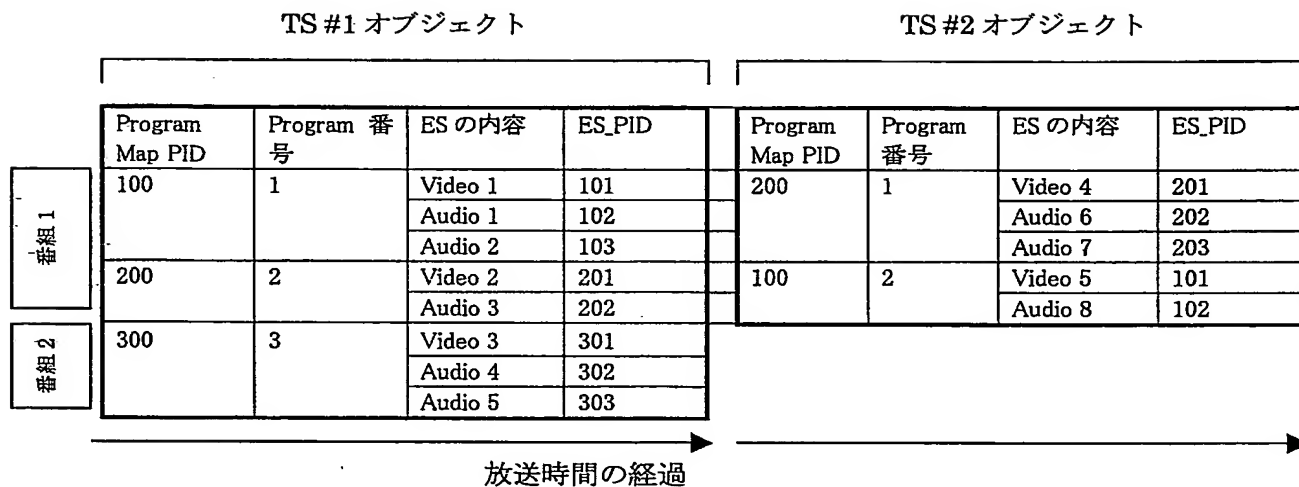 TS #1 オブジェクト
TS #2 オブジェクト
Program Map PID
Program 番号
ES の内容
ES_PID
100
1
Video 1
101
Audio 1
102
Audio 2
103
200
2
Video 2
201
Audio 3
202
300
3
Video 3
301
Audio 4
302
Audio 5
303
番組 1
番組 2
Program Map PID
Program 番号
ES の内容
ES_PID
200
1
Video 4
201
Audio 6
202
Audio 7
203
100
2
Video 5
101
Audio 8
102
放送時間の経過